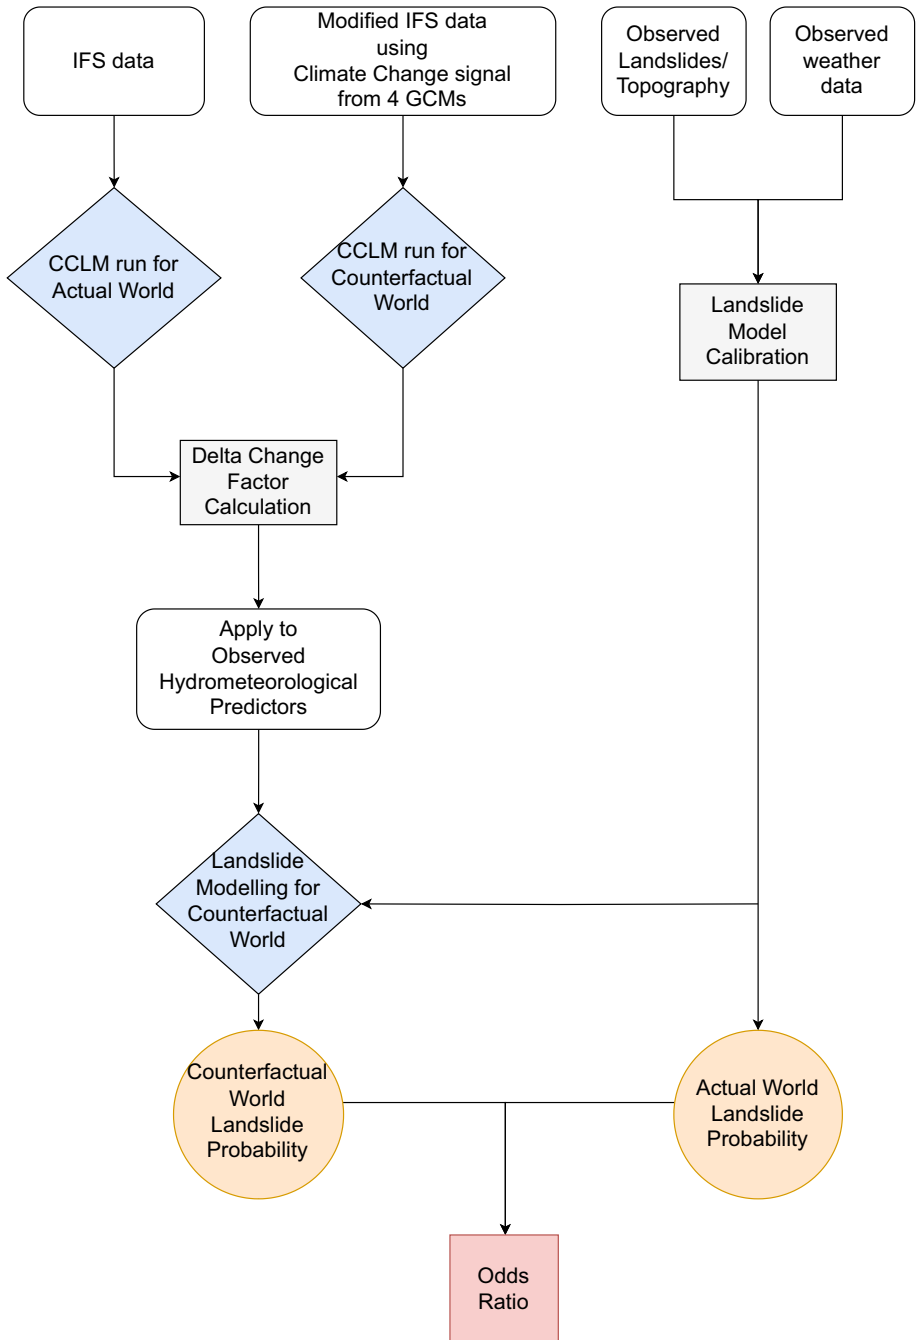 IFS data
Modified IFS data
using
Climate Change signal
from 4 GCMs
Observed
Landslides/
Topography
Observed
weather
data
CCLM run for
Actual World
CCLM run for
Counterfactual
World
Landslide
Model
Calibration
Delta Change
Factor
Calculation
Apply to
Observed
Hydrometeorological
Predictors
Landslide
Modelling for
Counterfactual
World
Counterfactual
World
Landslide
Probability
Actual World
Landslide
Probability
Odds
Ratio